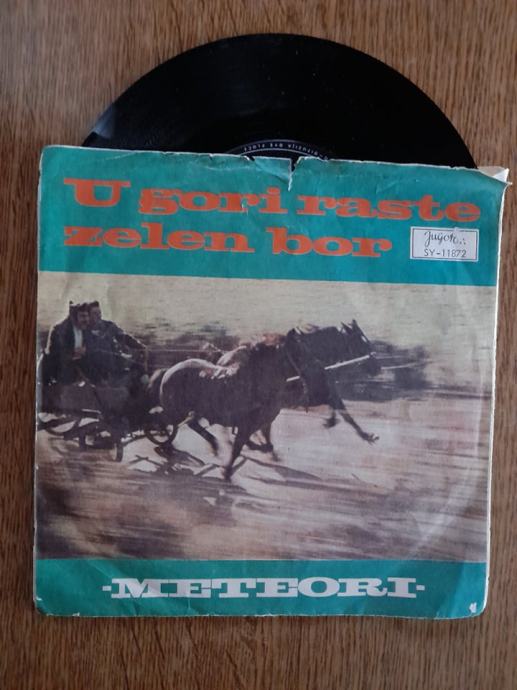 U gori raste
zelen bor
Jugoton
SY-11872
-METEORI-